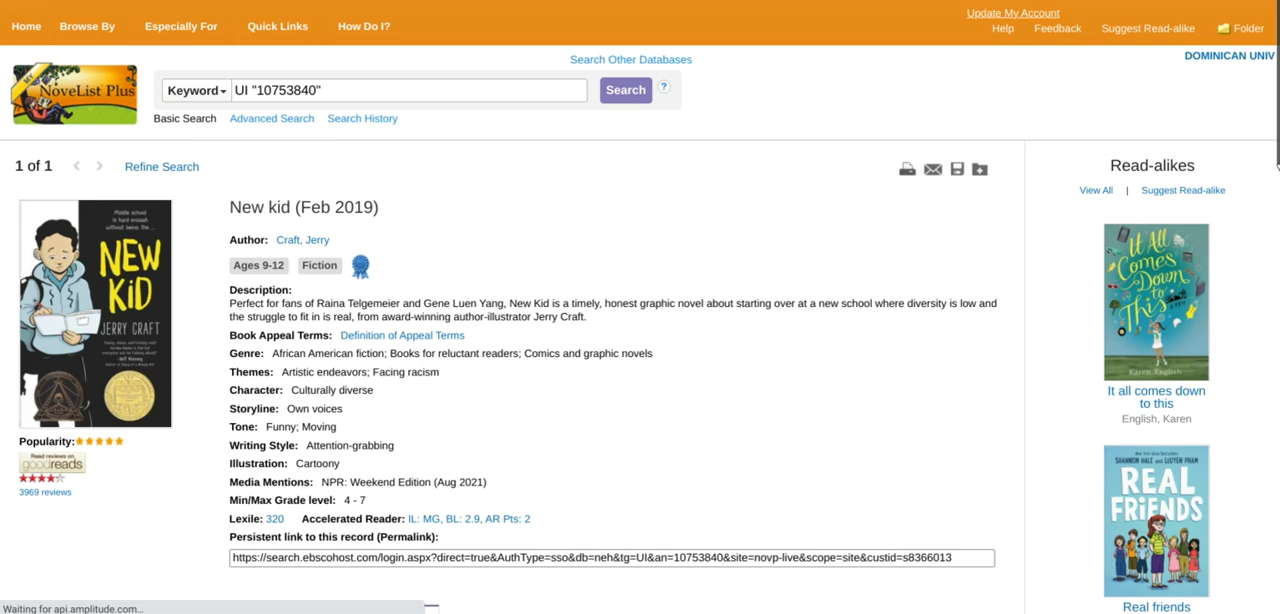 Update My Account
Home Browse By Especially For Quick Links How Do I? Help Feedback Suggest Read-alike Folder
Search Other Databases DOMINICAN UNIV
MY NoveList Plus
Keyword UI "10753840" Search ?
Basic Search Advanced Search Search History
1 of 1 Refine Search
Middle school
is hard enough
without being the...
NEW
KID
JERRY CRAFT
Popularity:
Read reviews on
goodreads
3969 reviews
New kid (Feb 2019)
Author: Craft, Jerry
Ages 9-12 Fiction
Description:
Perfect for fans of Raina Telgemeier and Gene Luen Yang, New Kid is a timely, honest graphic novel about starting over at a new school where diversity is low and
the struggle to fit in is real, from award-winning author-illustrator Jerry Craft.
Book Appeal Terms: Definition of Appeal Terms
Genre: African American fiction; Books for reluctant readers; Comics and graphic novels
Themes: Artistic endeavors; Facing racism
Character: Culturally diverse
Storyline: Own voices
Tone: Funny; Moving
Writing Style: Attention-grabbing
Illustration: Cartoony
Media Mentions: NPR: Weekend Edition (Aug 2021)
Min/Max Grade level: 4 - 7
Lexile: 320 Accelerated Reader: IL: MG, BL: 2.9, AR Pts: 2
Persistent link to this record (Permalink):
https://search.ebscohost.com/login.aspx?direct=true&AuthType=sso&db=neh&tg=UI&an=10753840&site=novp-live&scope=site&custid=s8366013
Read-alikes
View All | Suggest Read-alike
It All
Comes
Down
to
This
Karen English
It all comes down
to this
English, Karen
SHANNON HALE and LEUYEN PHAM
REAL
FRIENDS
Real friends
Waiting for api.amplitude.com...